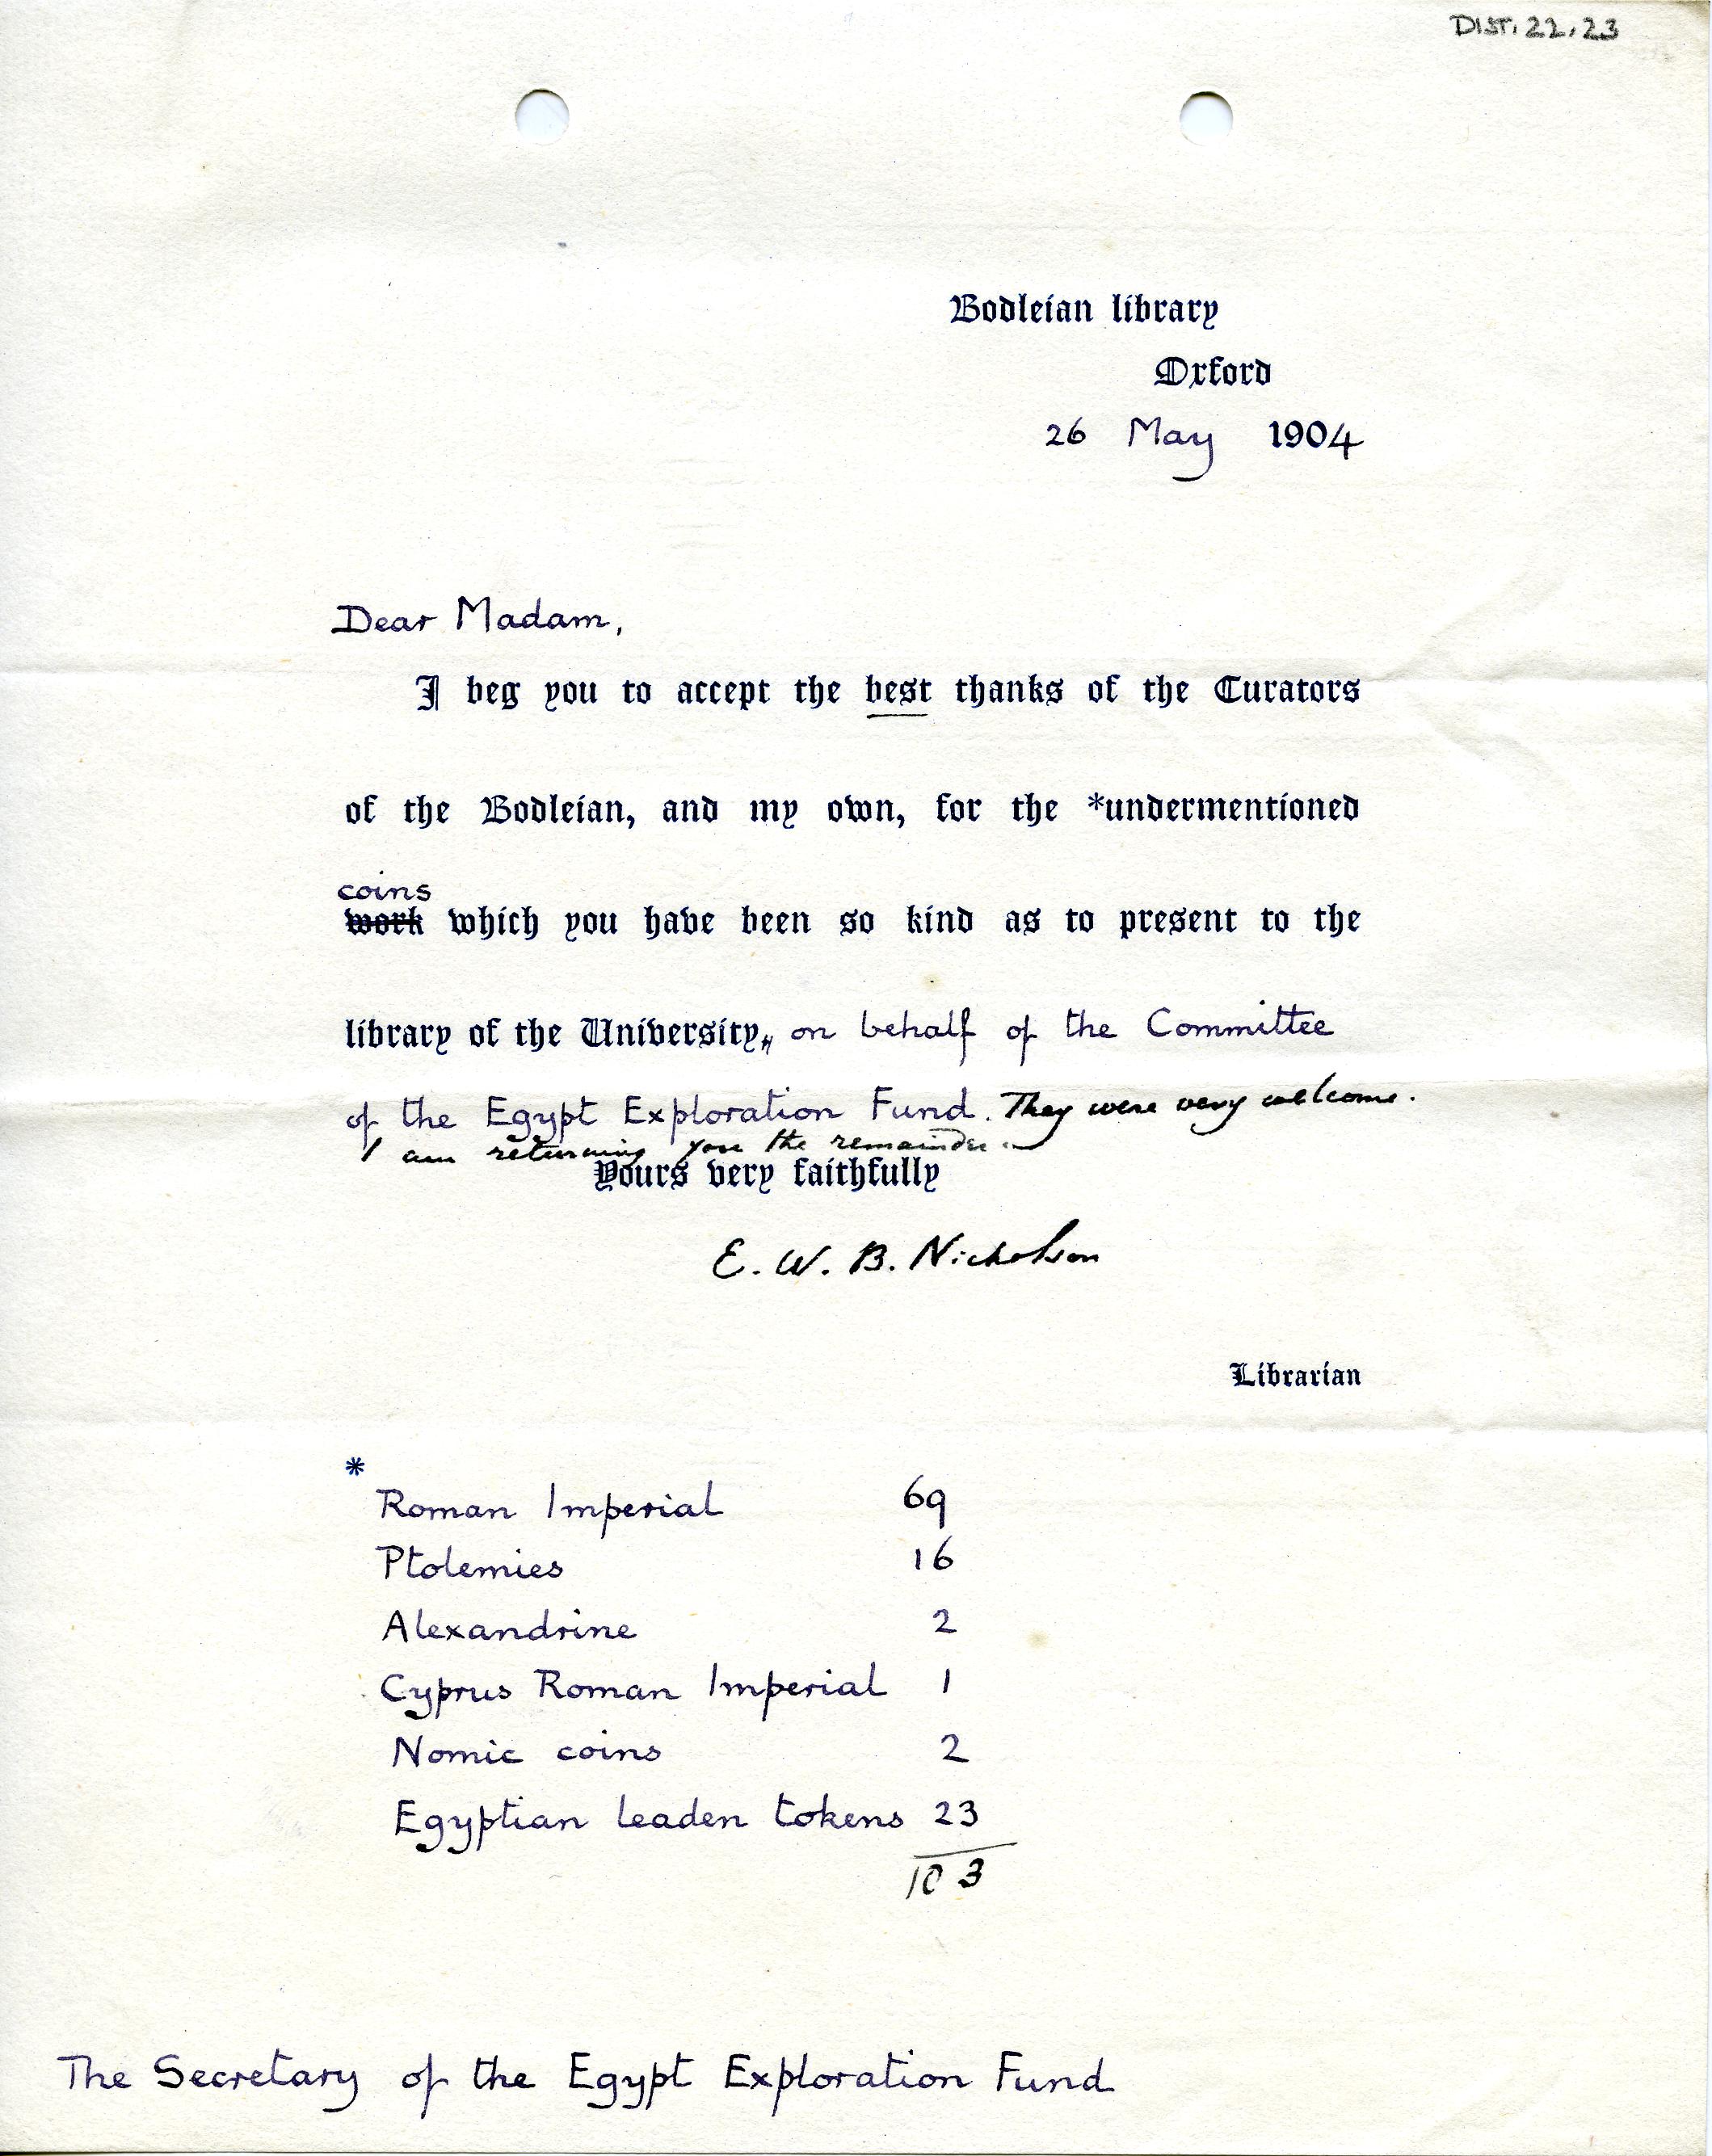 DIST. 22.23
Bodleian library
Oxford
26 May 1904
Dear Madam,
I beg you to accept the best thanks of the Curators
of the Bodleian, and my own, for the *undermentioned
coins
work which you have been so kind as to present to the
library of the University, on behalf of the Committee
of the Egypt Exploration Fund. They were very welcome.
I am returning you the remainder.
Yours very faithfully
E. W. B. Nicholson
Librarian
*
Roman Imperial 69
Ptolemies 16
Alexandrine 2
Cyprus Roman Imperial 1
Nomic coins 2
Egyptian leaden tokens 23
103
The Secretary of the Egypt Exploration Fund